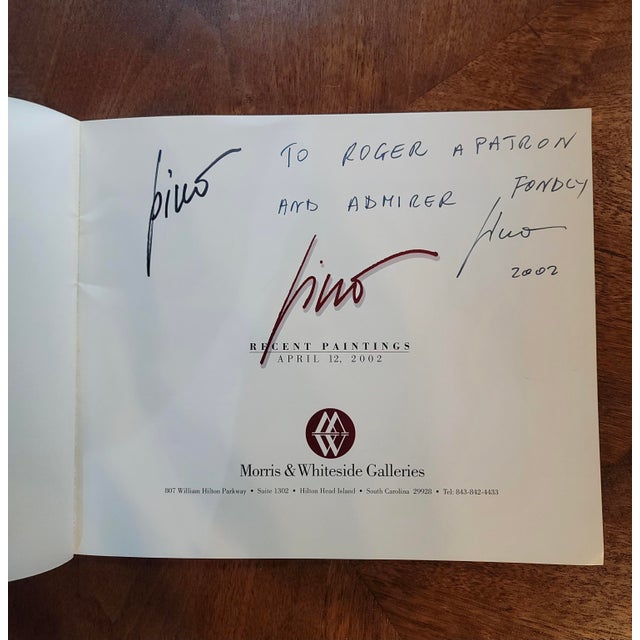 pino
TO ROGER A PATRON
AND ADMIRER FONDLY
pino
2002
pino
RECENT PAINTINGS
APRIL 12, 2002
MW
Morris & Whiteside Galleries
807 William Hilton Parkway • Suite 1302 • Hilton Head Island • South Carolina 29928 • Tel: 843-842-4433